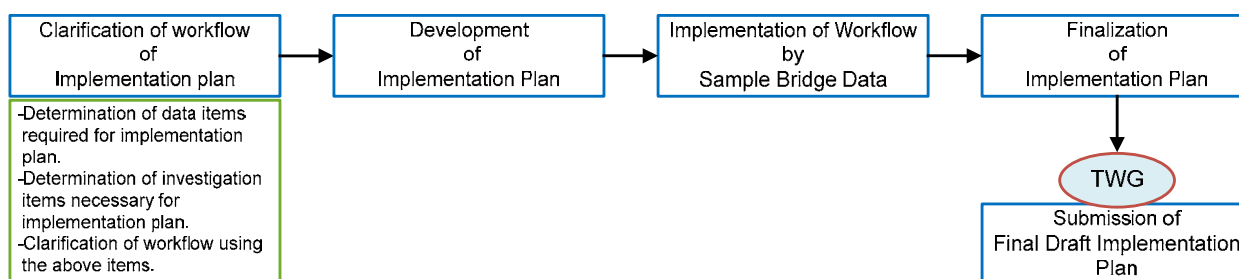 Clarification of workflow
of
Implementation plan
Development
of
Implementation Plan
Implementation of Workflow
by
Sample Bridge Data
Finalization
of
Implementation Plan
-Determination of data items
required for implementation
plan.
-Determination of investigation
items necessary for
implementation plan.
-Clarification of workflow using
the above items.
TWG
Submission of
Final Draft Implementation
Plan